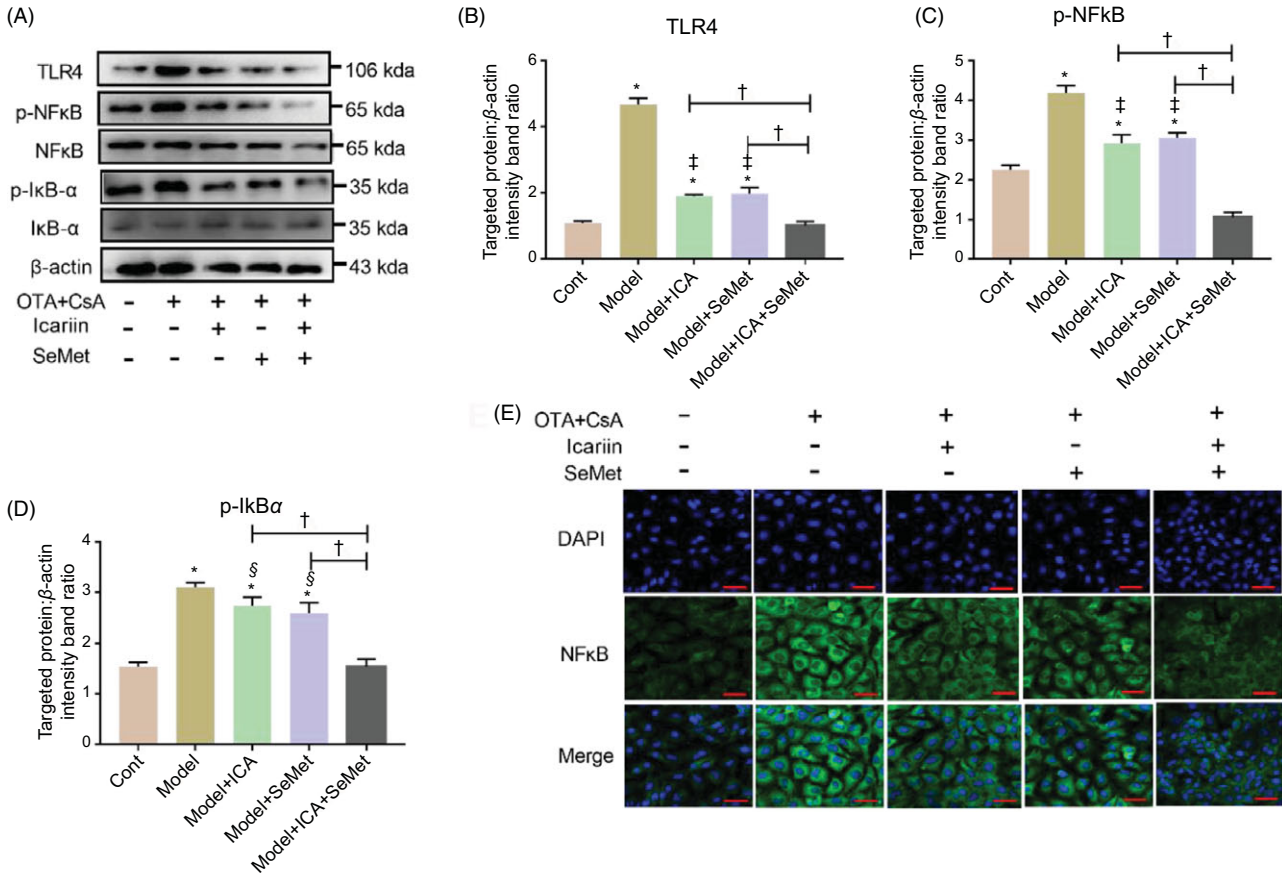 (A)
TLR4
106 kda
p-NFκB
65 kda
NFκB
65 kda
p-IκB-α
35 kda
IκB-α
35 kda
β-actin
43 kda
OTA+CsA - + + + +
Icariin - - + - +
SeMet - - - + +
(B)
TLR4
Targeted protein:β-actin
intensity band ratio
6
4
2
0
*
‡
*
‡
*
†
†
Cont
Model
Model+ICA
Model+SeMet
Model+ICA+SeMet
(C)
p-NFkB
Targeted protein:β-actin
intensity band ratio
5
4
3
2
1
0
*
‡
*
‡
*
†
†
Cont
Model
Model+ICA
Model+SeMet
Model+ICA+SeMet
(D)
p-IkBα
Targeted protein:β-actin
intensity band ratio
4
3
2
1
0
*
§
*
§
*
†
†
Cont
Model
Model+ICA
Model+SeMet
Model+ICA+SeMet
(E)
OTA+CsA - + + + +
Icariin - - + - +
SeMet - - - + +
DAPI
NFκB
Merge